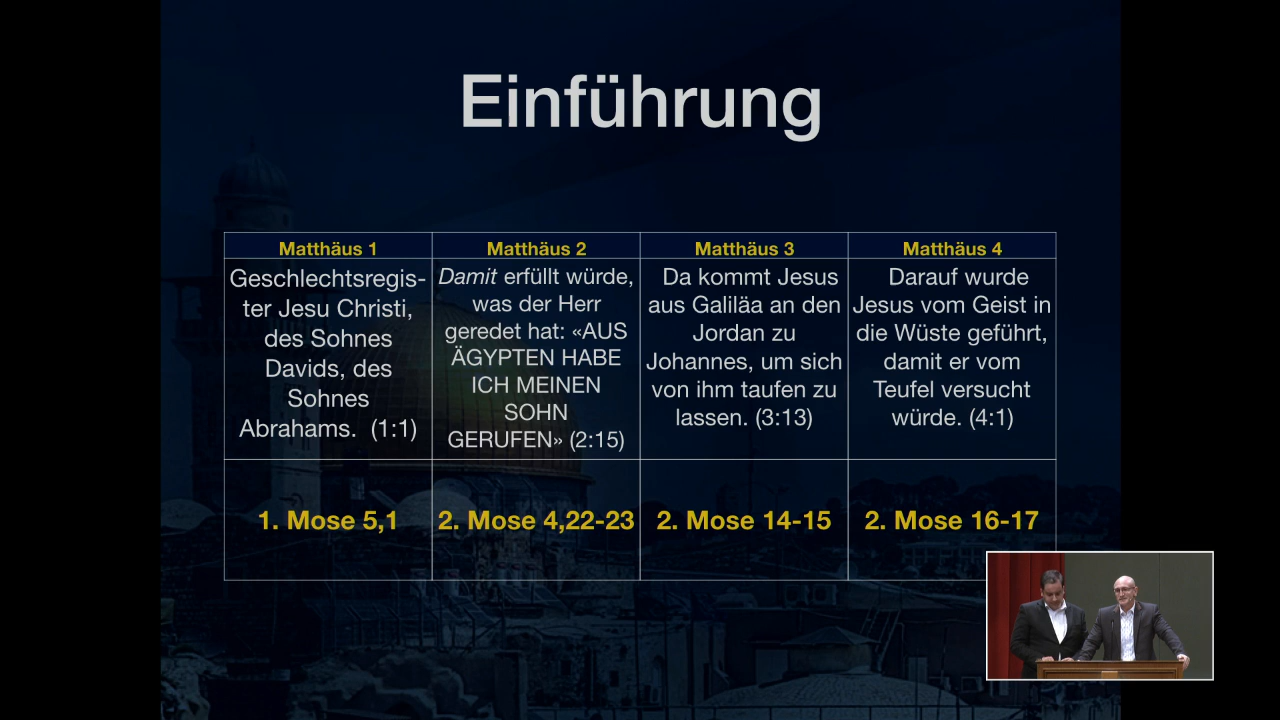 Einführung
Matthäus 1
Geschlechtsregis-
ter Jesu Christi,
des Sohnes
Davids, des
Sohnes
Abrahams. (1:1)
1. Mose 5,1
Matthäus 2
Damit erfüllt würde,
was der Herr
geredet hat: «AUS
ÄGYPTEN HABE
ICH MEINEN
SOHN
GERUFEN» (2:15)
2. Mose 4,22-23
Matthäus 3
Da kommt Jesus
aus Galiläa an den
Jordan zu
Johannes, um sich
von ihm taufen zu
lassen. (3:13)
2. Mose 14-15
Matthäus 4
Darauf wurde
Jesus vom Geist in
die Wüste geführt,
damit er vom
Teufel versucht
würde. (4:1)
2. Mose 16-17